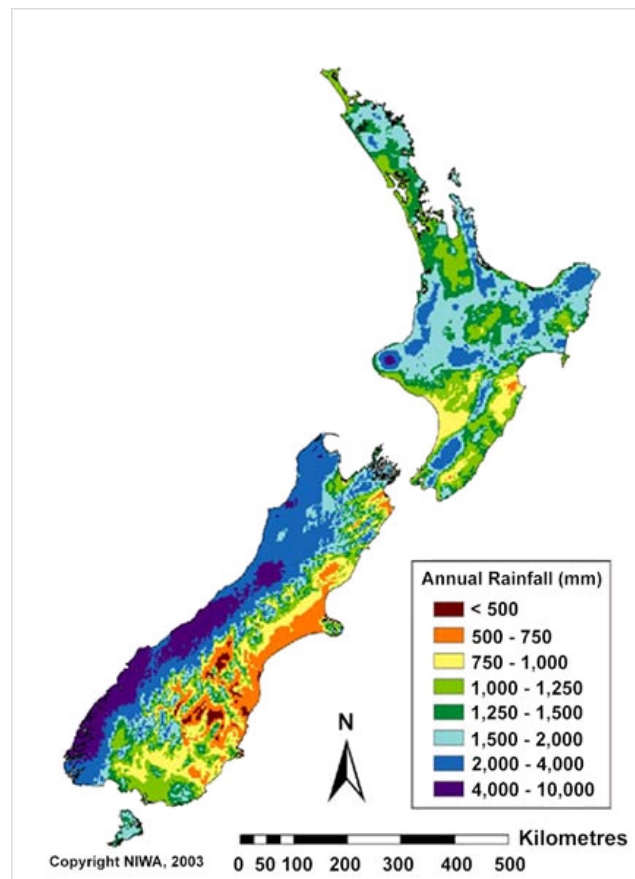 Annual Rainfall (mm)
< 500
500 - 750
750 - 1,000
1,000 - 1,250
1,250 - 1,500
1,500 - 2,000
2,000 - 4,000
4,000 - 10,000
N
Kilometres
0 50 100 200 300 400 500
Copyright NIWA, 2003